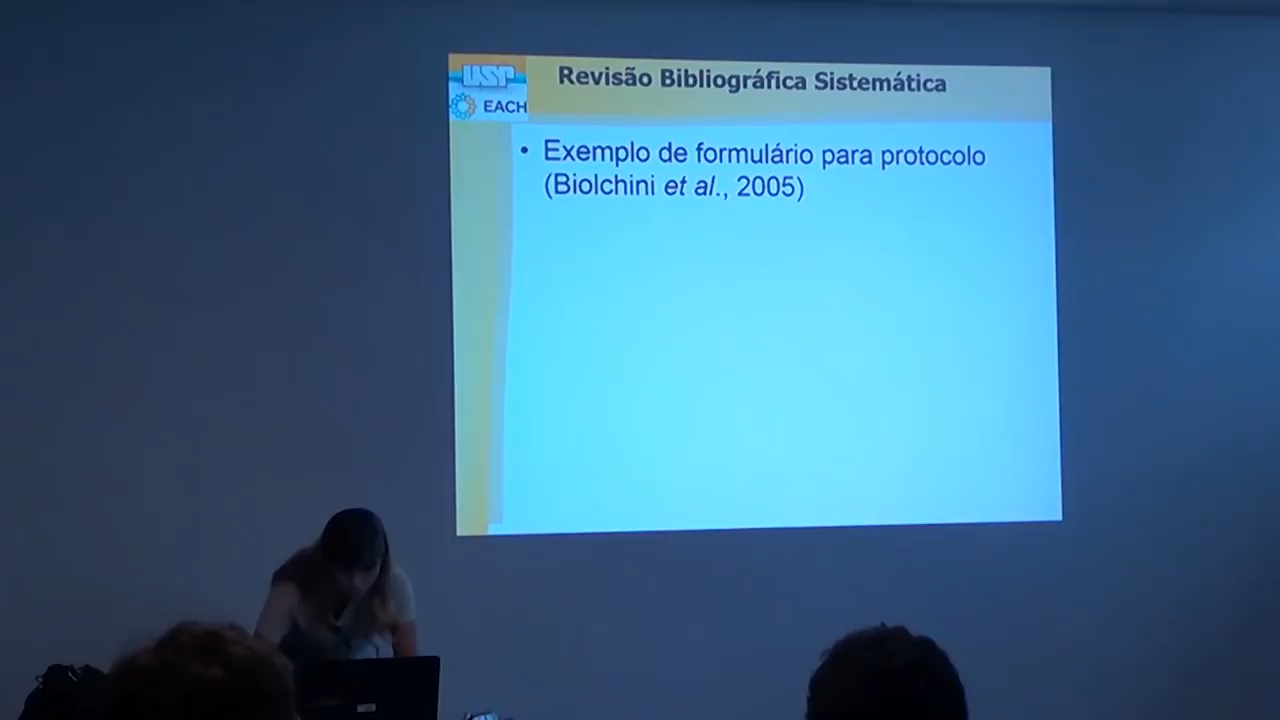 USP
EACH
Revisão Bibliográfica Sistemática
• Exemplo de formulário para protocolo
(Biolchini et al., 2005)